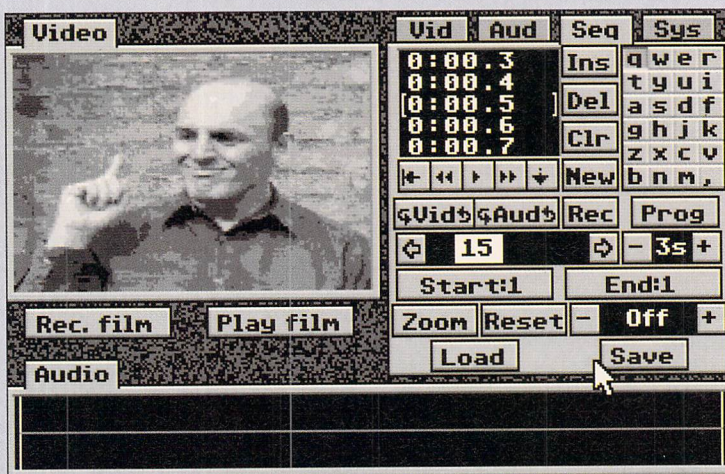 Video
Vid Aud Seq Sys
0:00.3
0:00.4
[0:00.5 ]
0:00.6
0:00.7
Ins
Del
Clr
New
q w e r
t y u i
a s d f
g h j k
z x c v
b n m ,
Vid Aud Rec Prog
15 - 3s +
Start:1 End:1
Rec. film Play film
Zoom Reset - Off +
Load Save
Audio